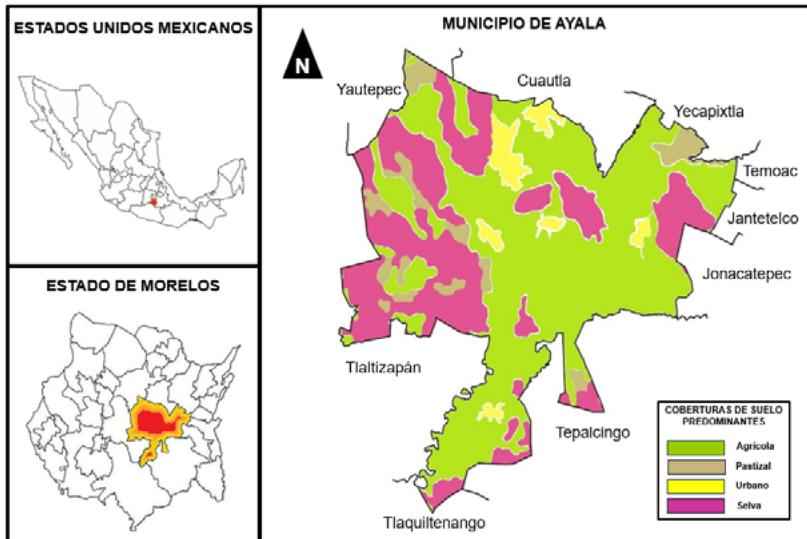 ESTADOS UNIDOS MEXICANOS
ESTADO DE MORELOS
MUNICIPIO DE AYALA
N
Yautepec
Cuautla
Yecapixtla
Temoac
Jantetelco
Jonacatepec
Tlaltizapán
Tepalcingo
Tlaquiltenango
COBERTURAS DE SUELO
PREDOMINANTES
Agrícola
Pastizal
Urbano
Selva